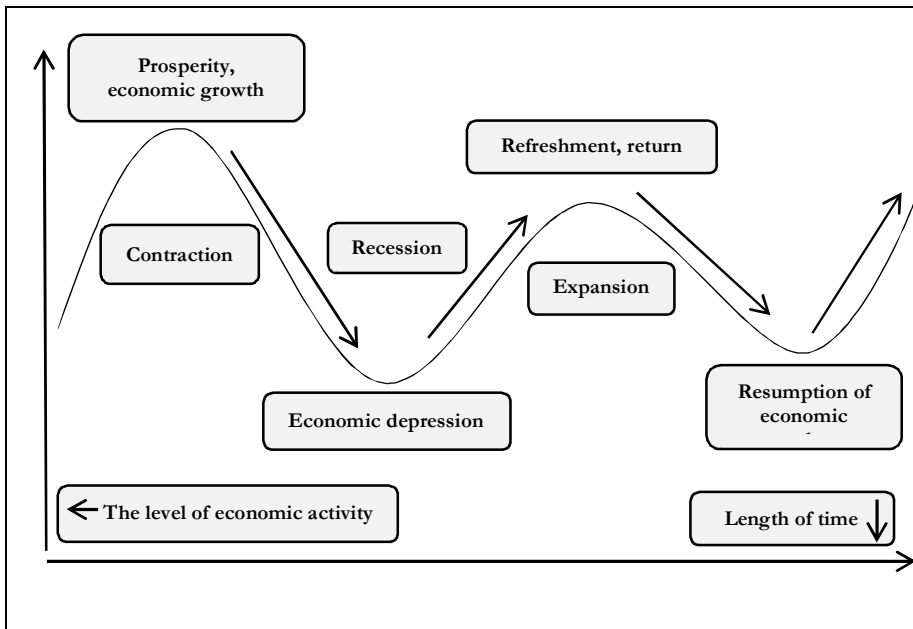 Prosperity,
economic growth
Refreshment, return
Contraction
Recession
Expansion
Economic depression
Resumption of
economic
The level of economic activity
Length of time